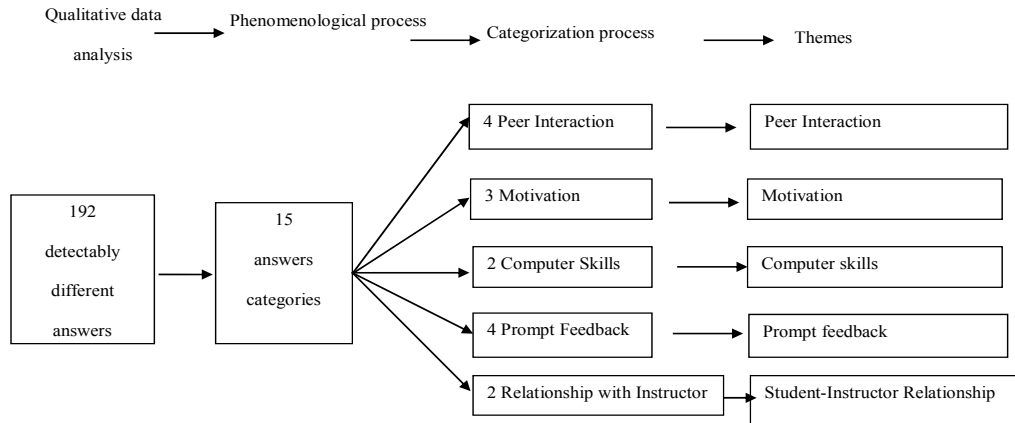 Qualitative data
analysis
Phenomenological process
Categorization process
Themes
192
detectably
different
answers
15
answers
categories
4 Peer Interaction
Peer Interaction
3 Motivation
Motivation
2 Computer Skills
Computer skills
4 Prompt Feedback
Prompt feedback
2 Relationship with Instructor
Student-Instructor Relationship